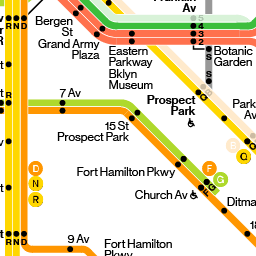 Av
R N D
Bergen
St
Grand Army
Plaza
Eastern
Parkway
Bklyn
Museum
5
4
3
2
S
Botanic
Garden
R
7 Av
Prospect
Park
Q
Park
15 St
Prospect Park
B
Q
Fort Hamilton Pkwy
F
G
D
N
R
Church Av
F G
Ditma
R N D
9 Av
Fort Hamilton
Pkwy
18